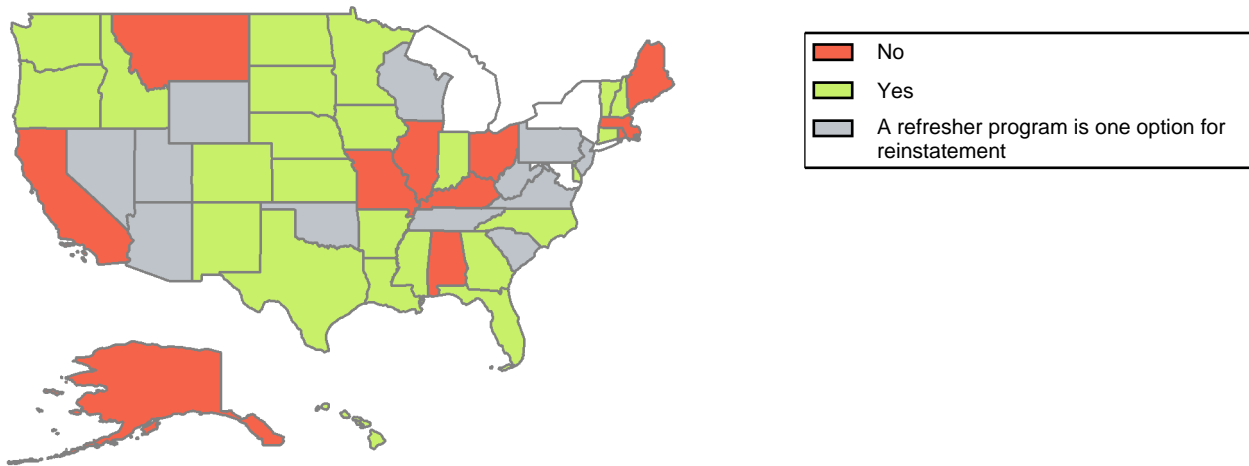 No
Yes
A refresher program is one option for
reinstatement